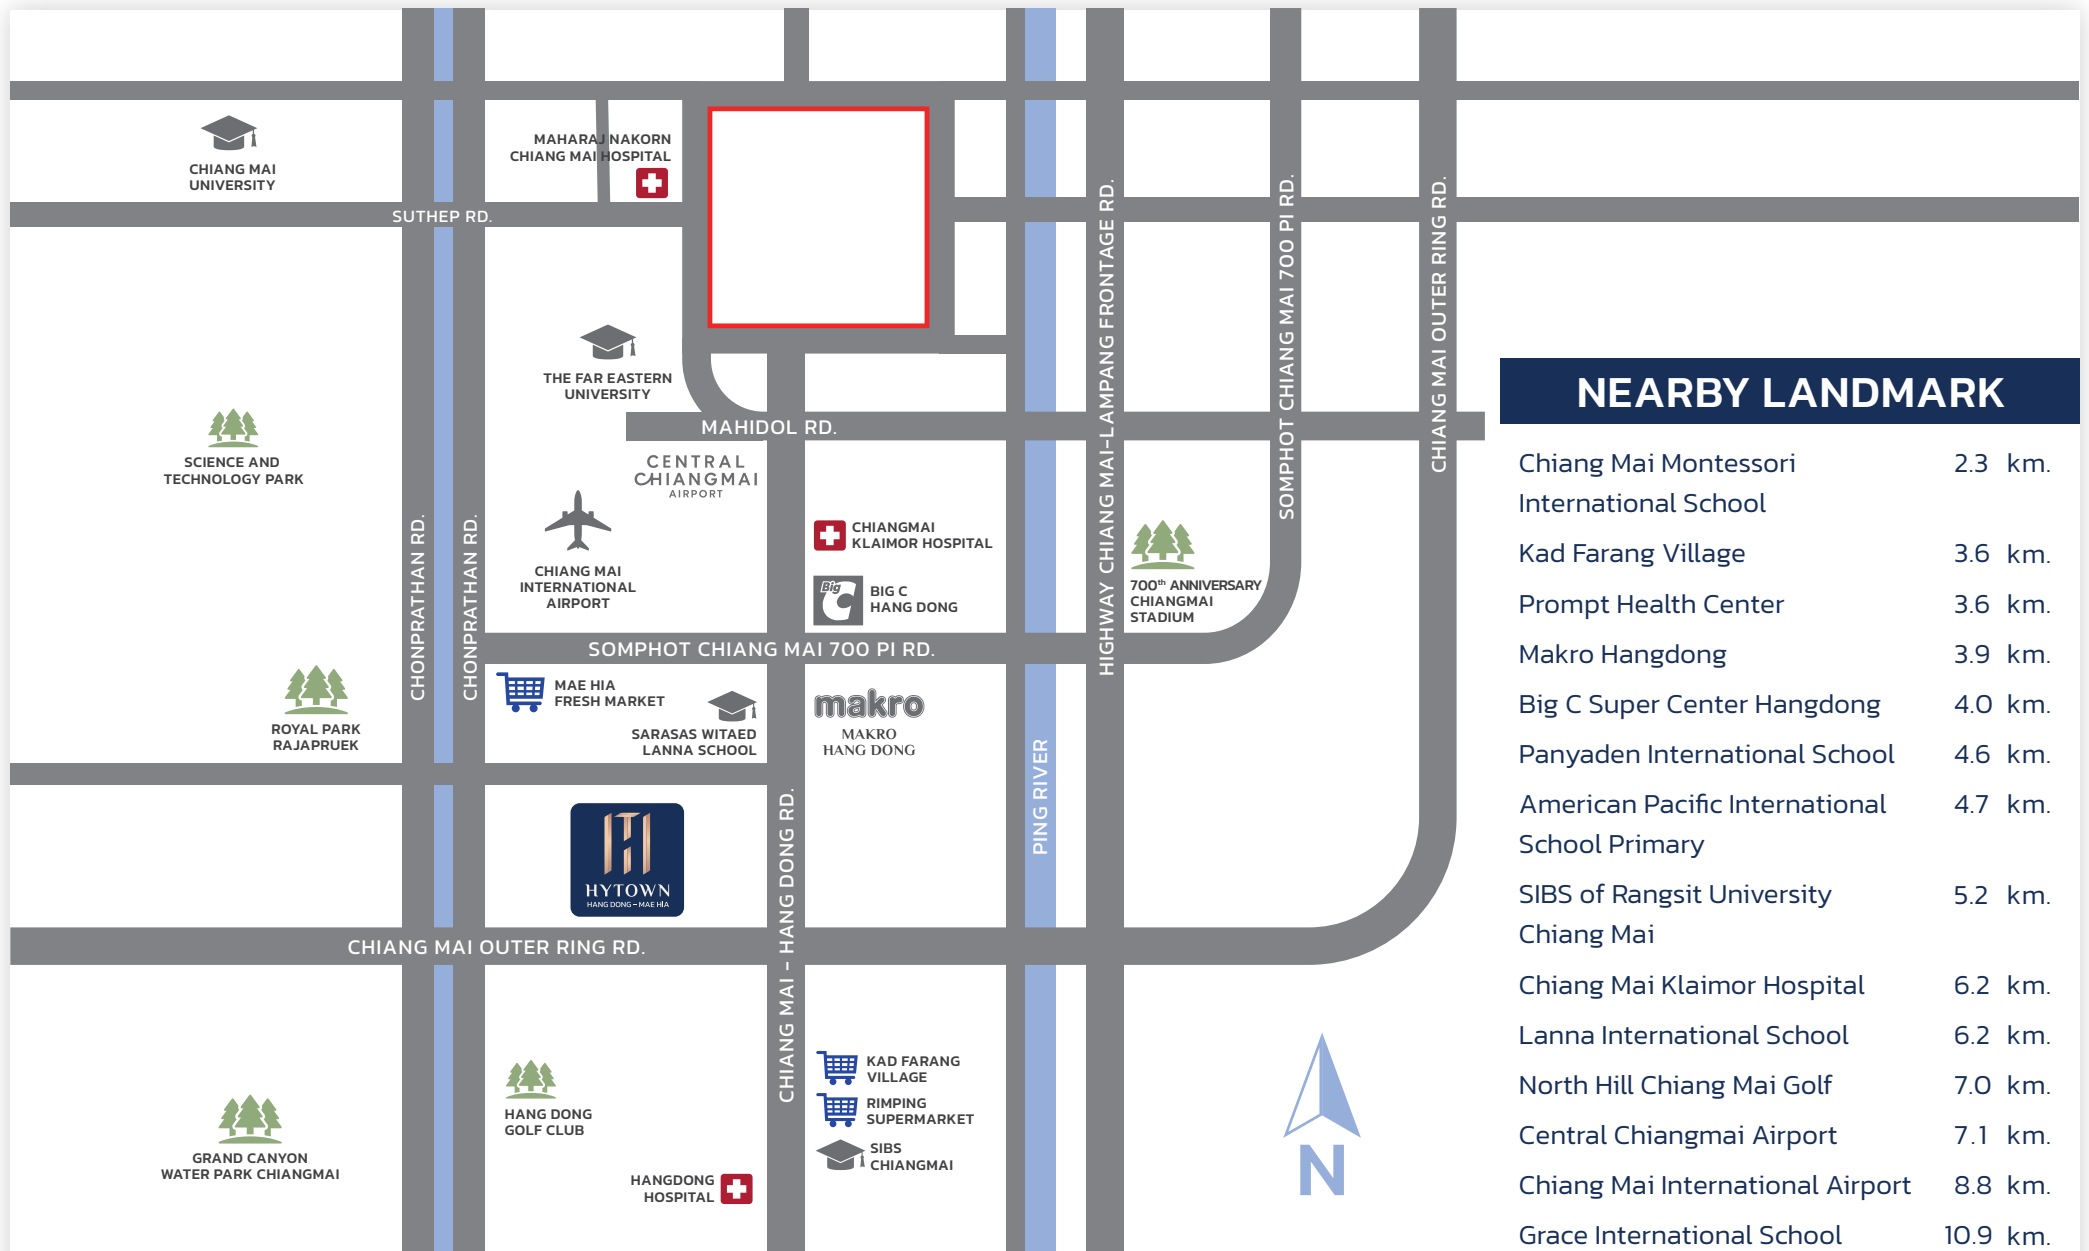 CHIANG MAI
UNIVERSITY
MAHARAJ NAKORN
CHIANG MAI HOSPITAL
SUTHEP RD.
THE FAR EASTERN
UNIVERSITY
MAHIDOL RD.
CENTRAL
CHIANGMAI
AIRPORT
SCIENCE AND
TECHNOLOGY PARK
CHIANG MAI
INTERNATIONAL
AIRPORT
CHIANGMAI
KLAIMOR HOSPITAL
Big C
BIG C
HANG DONG
700th ANNIVERSARY
CHIANGMAI
STADIUM
CHONPRATHAN RD.
CHONPRATHAN RD.
HIGHWAY CHIANG MAI-LAMPANG FRONTAGE RD.
SOMPHOT CHIANG MAI 700 PI RD.
CHIANG MAI OUTER RING RD.
SOMPHOT CHIANG MAI 700 PI RD.
MAE HIA
FRESH MARKET
SARASAS WITAED
LANNA SCHOOL
makro
MAKRO
HANG DONG
ROYAL PARK
RAJAPRUEK
PING RIVER
HYTOWN
HANG DONG - MAE HIA
CHIANG MAI - HANG DONG RD.
CHIANG MAI OUTER RING RD.
KAD FARANG
VILLAGE
RIMPING
SUPERMARKET
SIBS
CHIANGMAI
HANG DONG
GOLF CLUB
GRAND CANYON
WATER PARK CHIANGMAI
HANGDONG
HOSPITAL
N
NEARBY LANDMARK
Chiang Mai Montessori 2.3 km.
International School
Kad Farang Village 3.6 km.
Prompt Health Center 3.6 km.
Makro Hangdong 3.9 km.
Big C Super Center Hangdong 4.0 km.
Panyaden International School 4.6 km.
American Pacific International 4.7 km.
School Primary
SIBS of Rangsit University 5.2 km.
Chiang Mai
Chiang Mai Klaimor Hospital 6.2 km.
Lanna International School 6.2 km.
North Hill Chiang Mai Golf 7.0 km.
Central Chiangmai Airport 7.1 km.
Chiang Mai International Airport 8.8 km.
Grace International School 10.9 km.